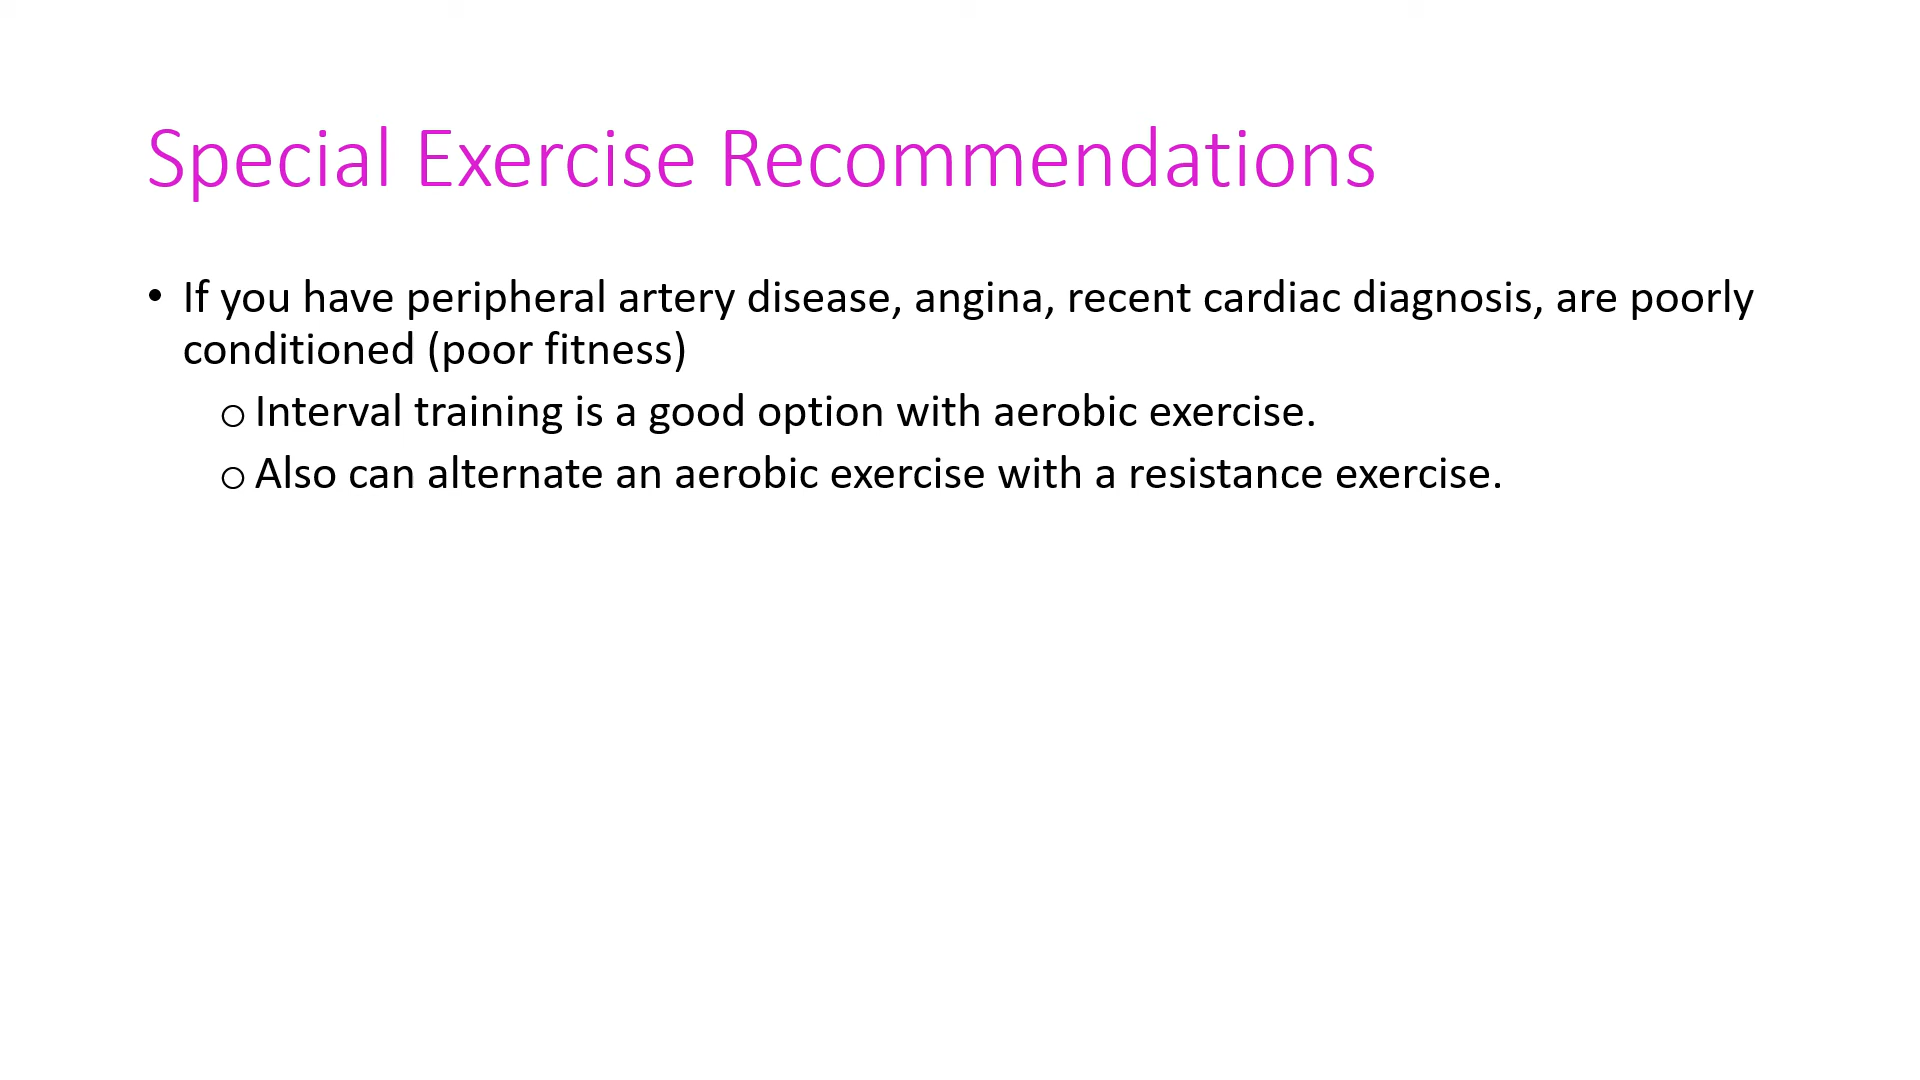 Special Exercise Recommendations
• If you have peripheral artery disease, angina, recent cardiac diagnosis, are poorly
conditioned (poor fitness)
o Interval training is a good option with aerobic exercise.
o Also can alternate an aerobic exercise with a resistance exercise.